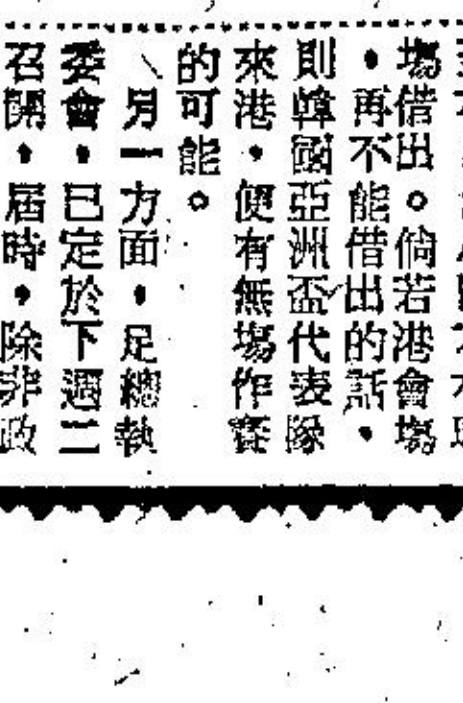 場借出。倘若港會場
，再不能借出的話，
則韓國亞洲盃代表隊
來港，便有無場作賽
的可能。
另一方面，足總執
委會，已定於下週二
召開，屆時，除非政